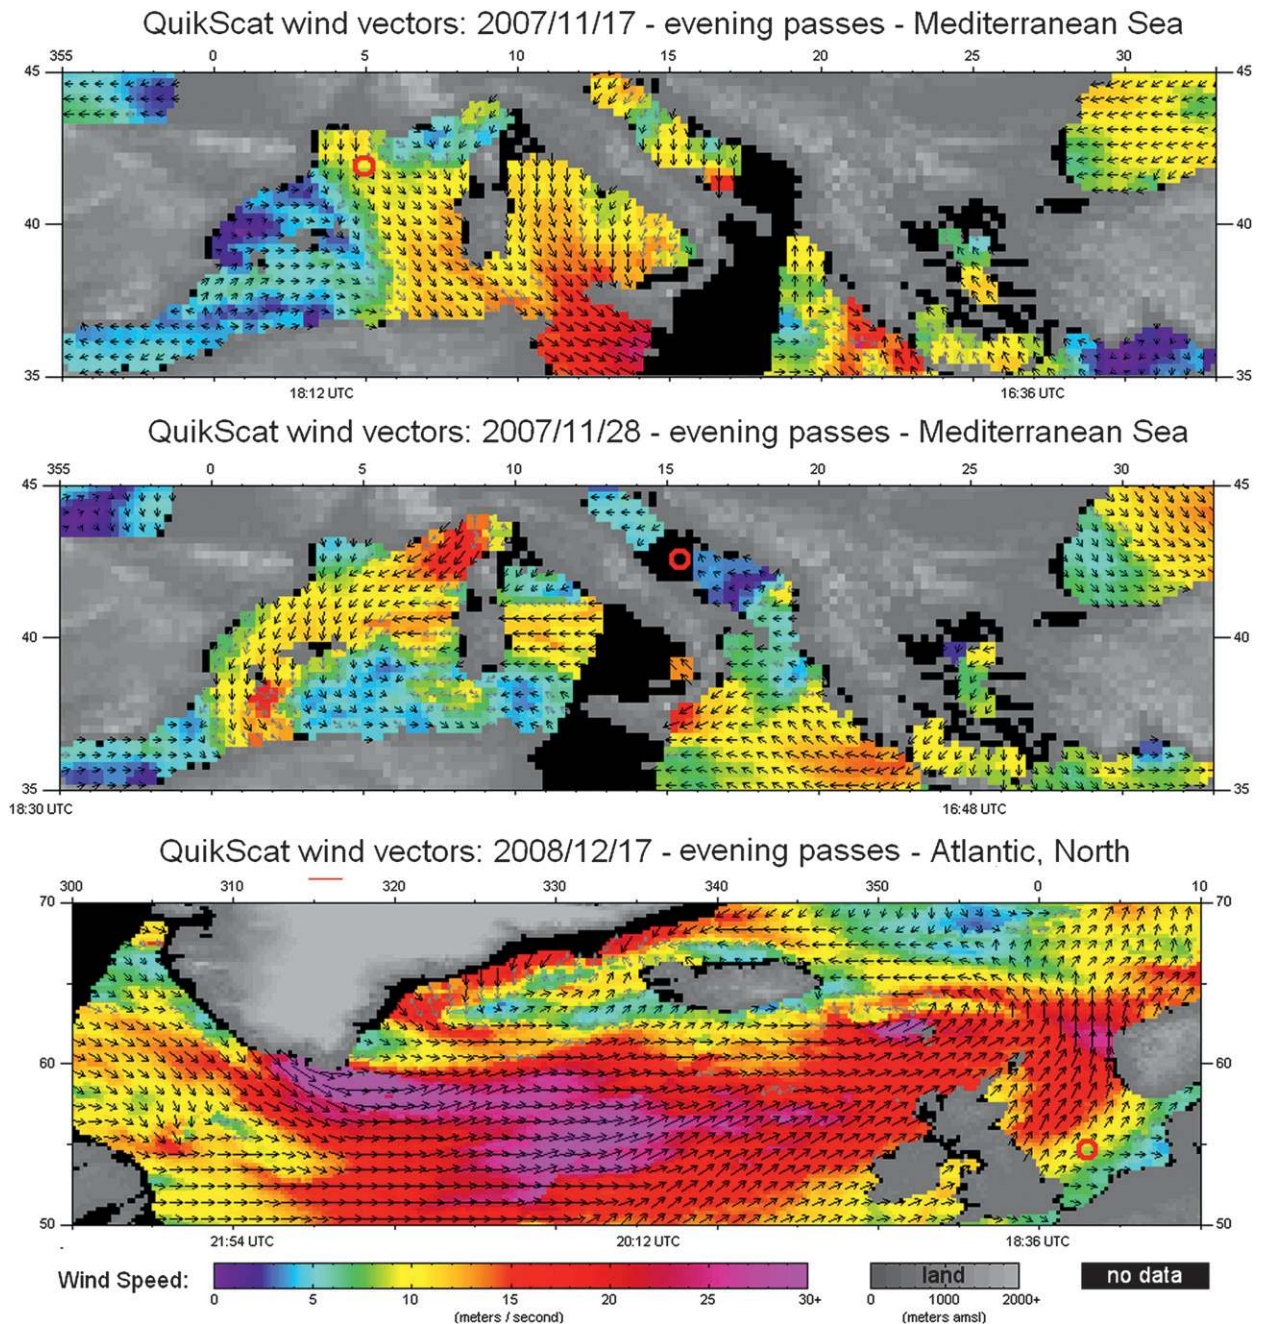 QuikScat wind vectors: 2007/11/17 - evening passes - Mediterranean Sea
355 0 5 10 15 20 25 30
45 45
40 40
35 35
18:12 UTC 16:36 UTC
QuikScat wind vectors: 2007/11/28 - evening passes - Mediterranean Sea
355 0 5 10 15 20 25 30
45 45
40 40
35 35
18:30 UTC 16:48 UTC
QuikScat wind vectors: 2008/12/17 - evening passes - Atlantic, North
300 310 320 330 340 350 0 10
70 70
60 60
50 50
21:54 UTC 20:12 UTC 18:36 UTC
Wind Speed: land no data
0 5 10 15 20 25 30+ 0 1000 2000+
(meters / second) (meters amsl)